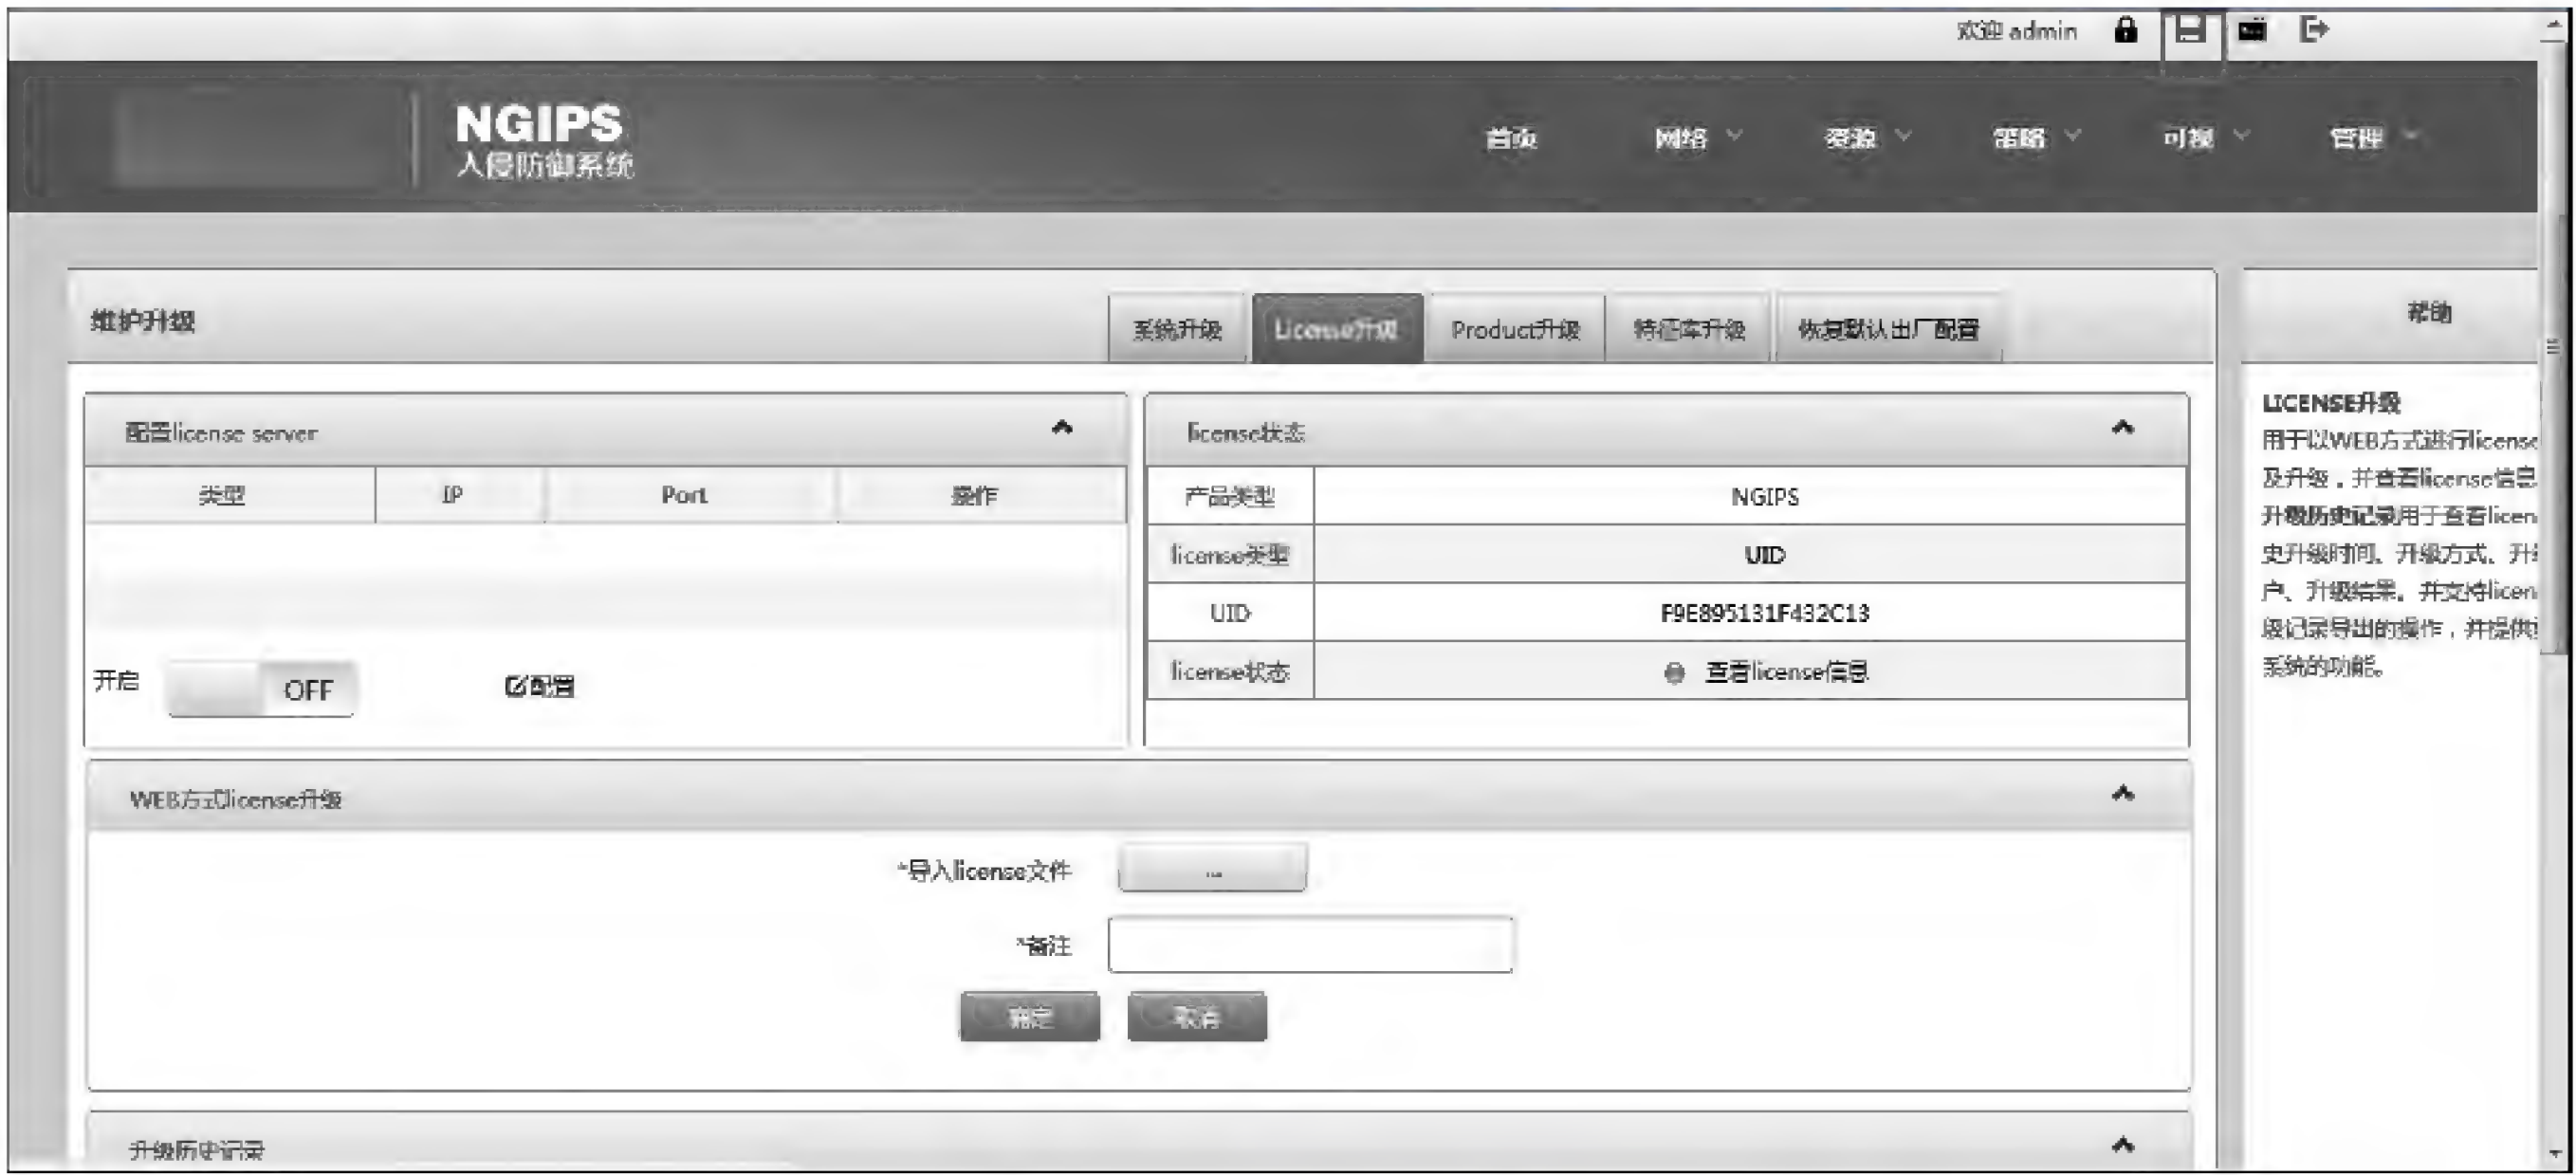 欢迎 admin
NGIPS
入侵防御系统
首页 网络 资源 策略 可视 管理
维护升级
系统升级 License升级 Product升级 特征库升级 恢复默认出厂配置
帮助
配置license server
类型 IP Port 操作
开启 OFF 配置
license状态
产品类型 NGIPS
license类型 UID
UID F9E895131F432C13
license状态 查看license信息
LICENSE升级
用于以WEB方式进行license
及升级，并查看license信息
升级历史记录用于查看licen
史升级时间、升级方式、升
户、升级结果，并支持licen
级记录导出的操作，并提供
系统的功能。
WEB方式license升级
*导入license文件 ...
*备注
确定 取消
升级历史记录